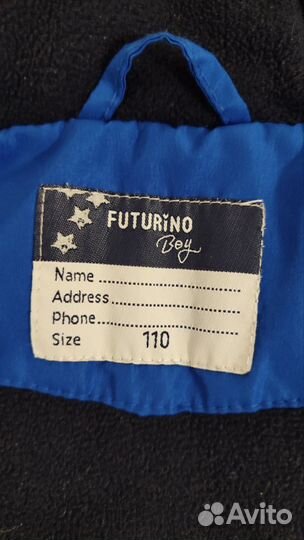 FUTURiNO
Boy
Name..............................
Address.........................
Phone............................
Size 110
Avito